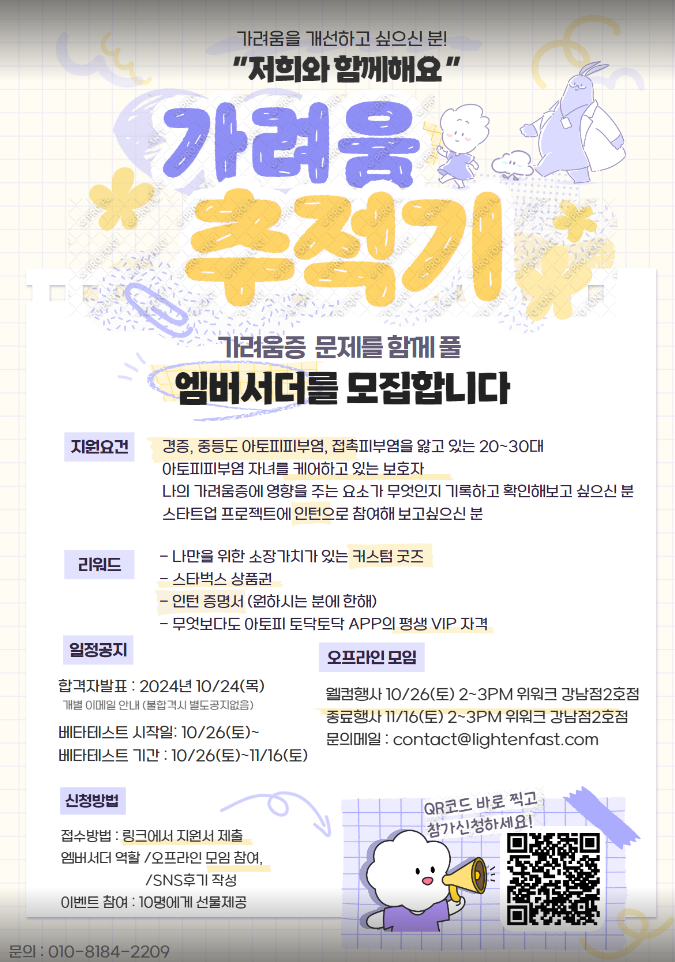 가려움을 개선하고 싶으신 분!
"저희와 함께해요"
가려움
추적기
가려움증 문제를 함께 풀
엠버서더를 모집합니다
지원요건
경증, 중등도 아토피피부염, 접촉피부염을 앓고 있는 20~30대
아토피피부염 자녀를 케어하고 있는 보호자
나의 가려움증에 영향을 주는 요소가 무엇인지 기록하고 확인해보고 싶으신 분
스타트업 프로젝트에 인턴으로 참여해 보고싶으신 분
리워드
- 나만을 위한 소장가치가 있는 커스텀 굿즈
- 스타벅스 상품권
- 인턴 증명서 (원하시는 분에 한해)
- 무엇보다도 아토피 토닥토닥 APP의 평생 VIP 자격
일정공지
합격자발표 : 2024년 10/24(목)
개별 이메일 안내 (불합격시 별도공지없음)
베타테스트 시작일: 10/26(토)~
베타테스트 기간 : 10/26(토)~11/16(토)
오프라인 모임
웰컴행사 10/26(토) 2~3PM 위워크 강남점2호점
종료행사 11/16(토) 2~3PM 위워크 강남점2호점
문의메일 : contact@lightenfast.com
신청방법
접수방법 : 링크에서 지원서 제출
엠버서더 역할 /오프라인 모임 참여,
/SNS후기 작성
이벤트 참여 : 10명에게 선물제공
QR코드 바로 찍고
참가신청하세요!
문의 : 010-8184-2209